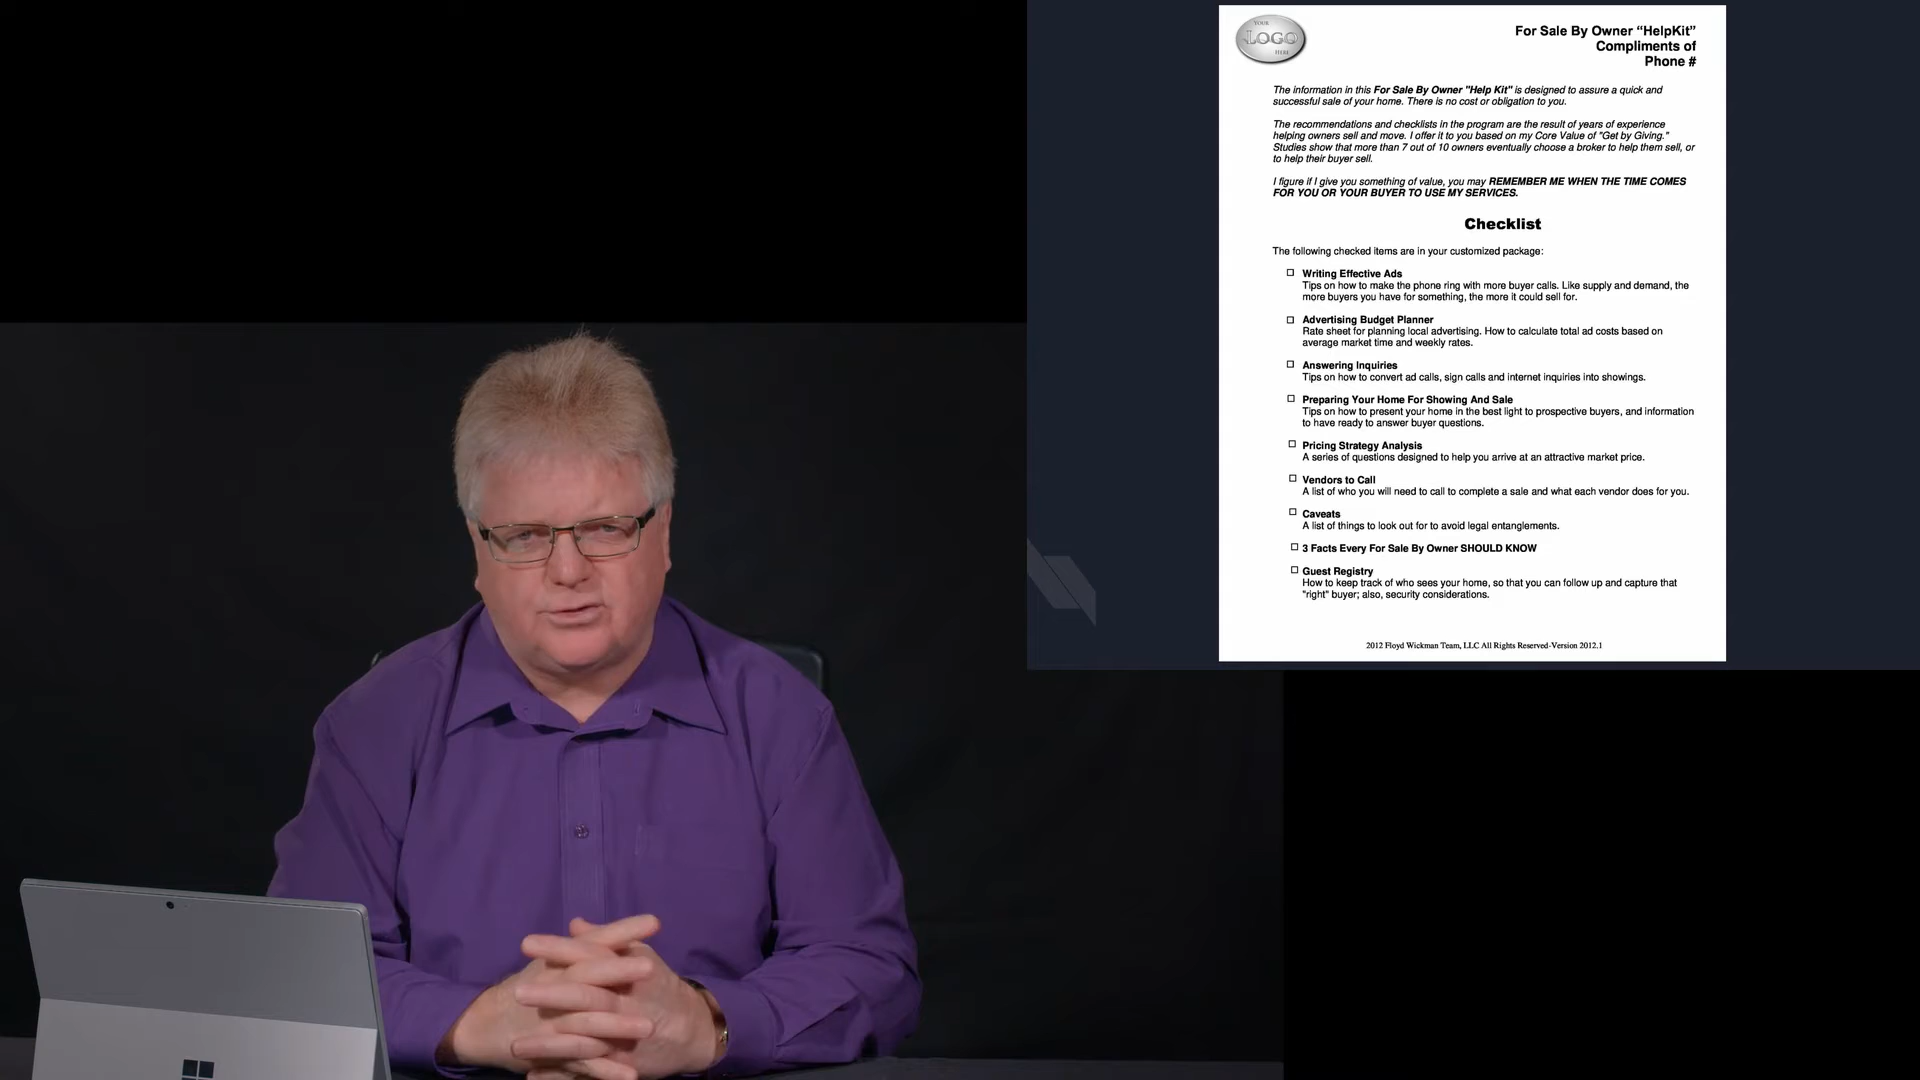 YOUR
LOGO
HERE
For Sale By Owner “HelpKit”
Compliments of
Phone #
The information in this For Sale By Owner "Help Kit" is designed to assure a quick and
successful sale of your home. There is no cost or obligation to you.
The recommendations and checklists in the program are the result of years of experience
helping owners sell and move. I offer it to you based on my Core Value of "Get by Giving."
Studies show that more than 7 out of 10 owners eventually choose a broker to help them sell, or
to help their buyer sell.
I figure if I give you something of value, you may REMEMBER ME WHEN THE TIME COMES
FOR YOU OR YOUR BUYER TO USE MY SERVICES.
Checklist
The following checked items are in your customized package:
Writing Effective Ads
Tips on how to make the phone ring with more buyer calls. Like supply and demand, the
more buyers you have for something, the more it could sell for.
Advertising Budget Planner
Rate sheet for planning local advertising. How to calculate total ad costs based on
average market time and weekly rates.
Answering Inquiries
Tips on how to convert ad calls, sign calls and internet inquiries into showings.
Preparing Your Home For Showing And Sale
Tips on how to present your home in the best light to prospective buyers, and information
to have ready to answer buyer questions.
Pricing Strategy Analysis
A series of questions designed to help you arrive at an attractive market price.
Vendors to Call
A list of who you will need to call to complete a sale and what each vendor does for you.
Caveats
A list of things to look out for to avoid legal entanglements.
3 Facts Every For Sale By Owner SHOULD KNOW
Guest Registry
How to keep track of who sees your home, so that you can follow up and capture that
"right" buyer; also, security considerations.
2012 Floyd Wickman Team, LLC All Rights Reserved-Version 2012.1